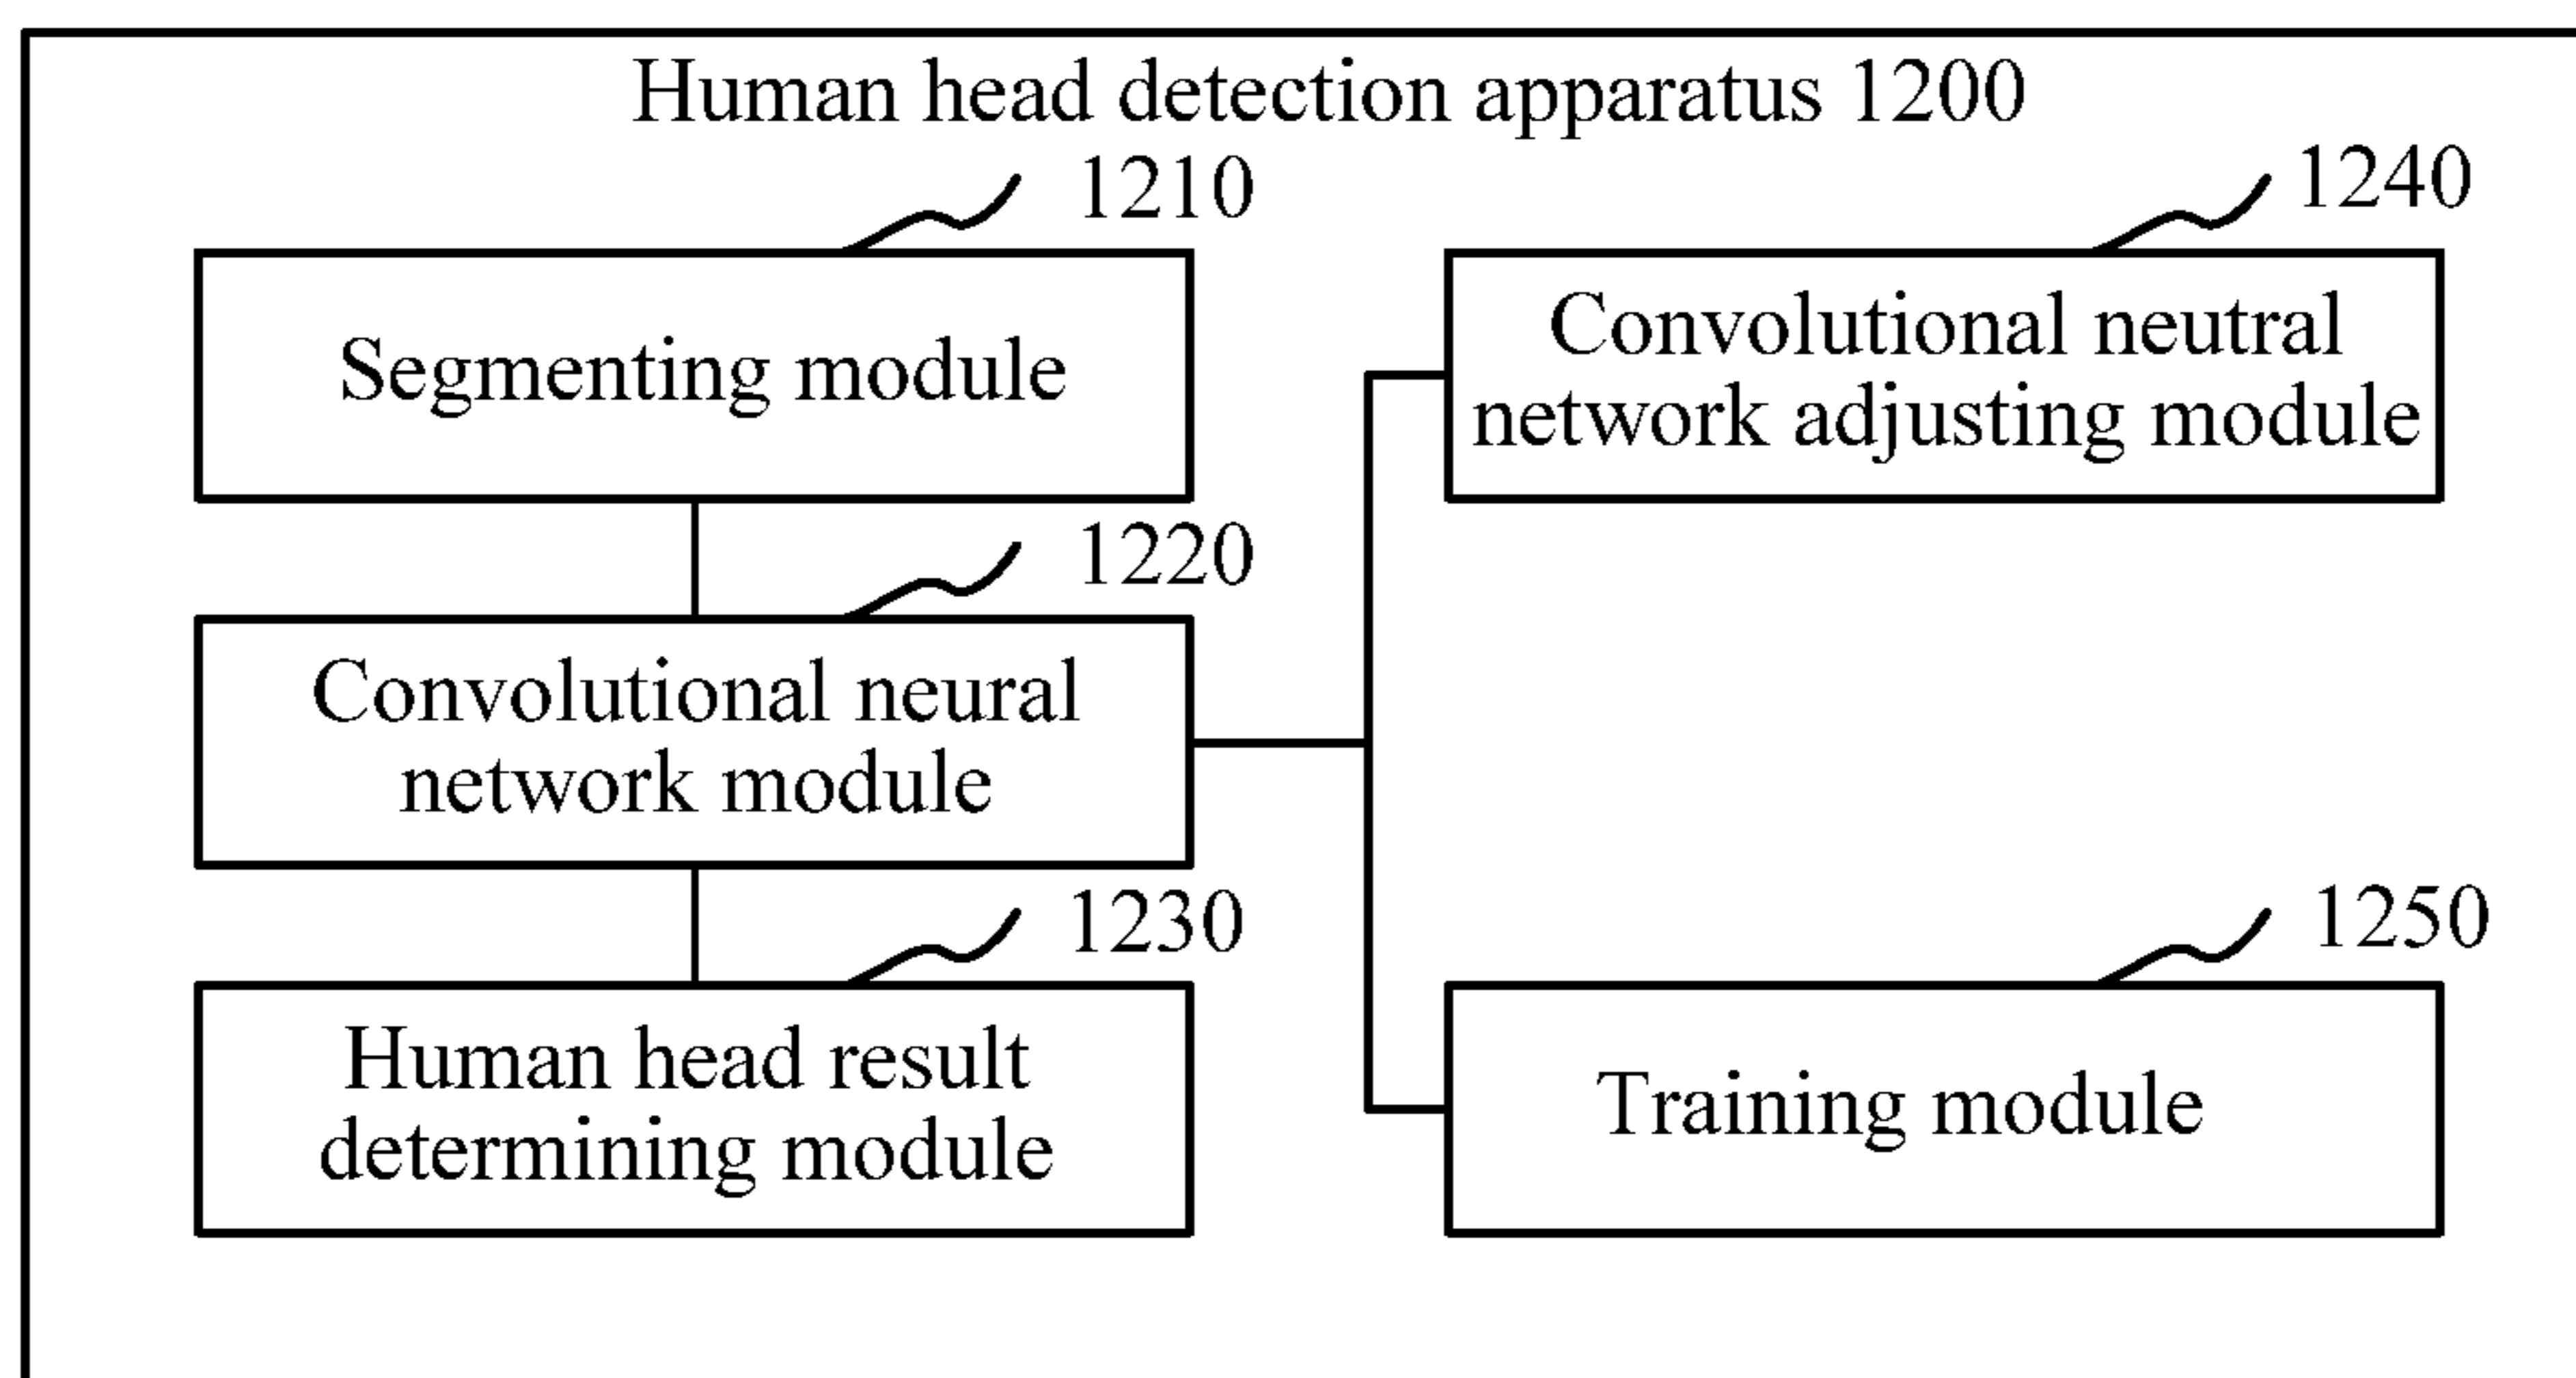 Human head detection apparatus 1200
1210
Segmenting module
1220
Convolutional neural
network module
1230
Human head result
determining module
1240
Convolutional neutral
network adjusting module
1250
Training module